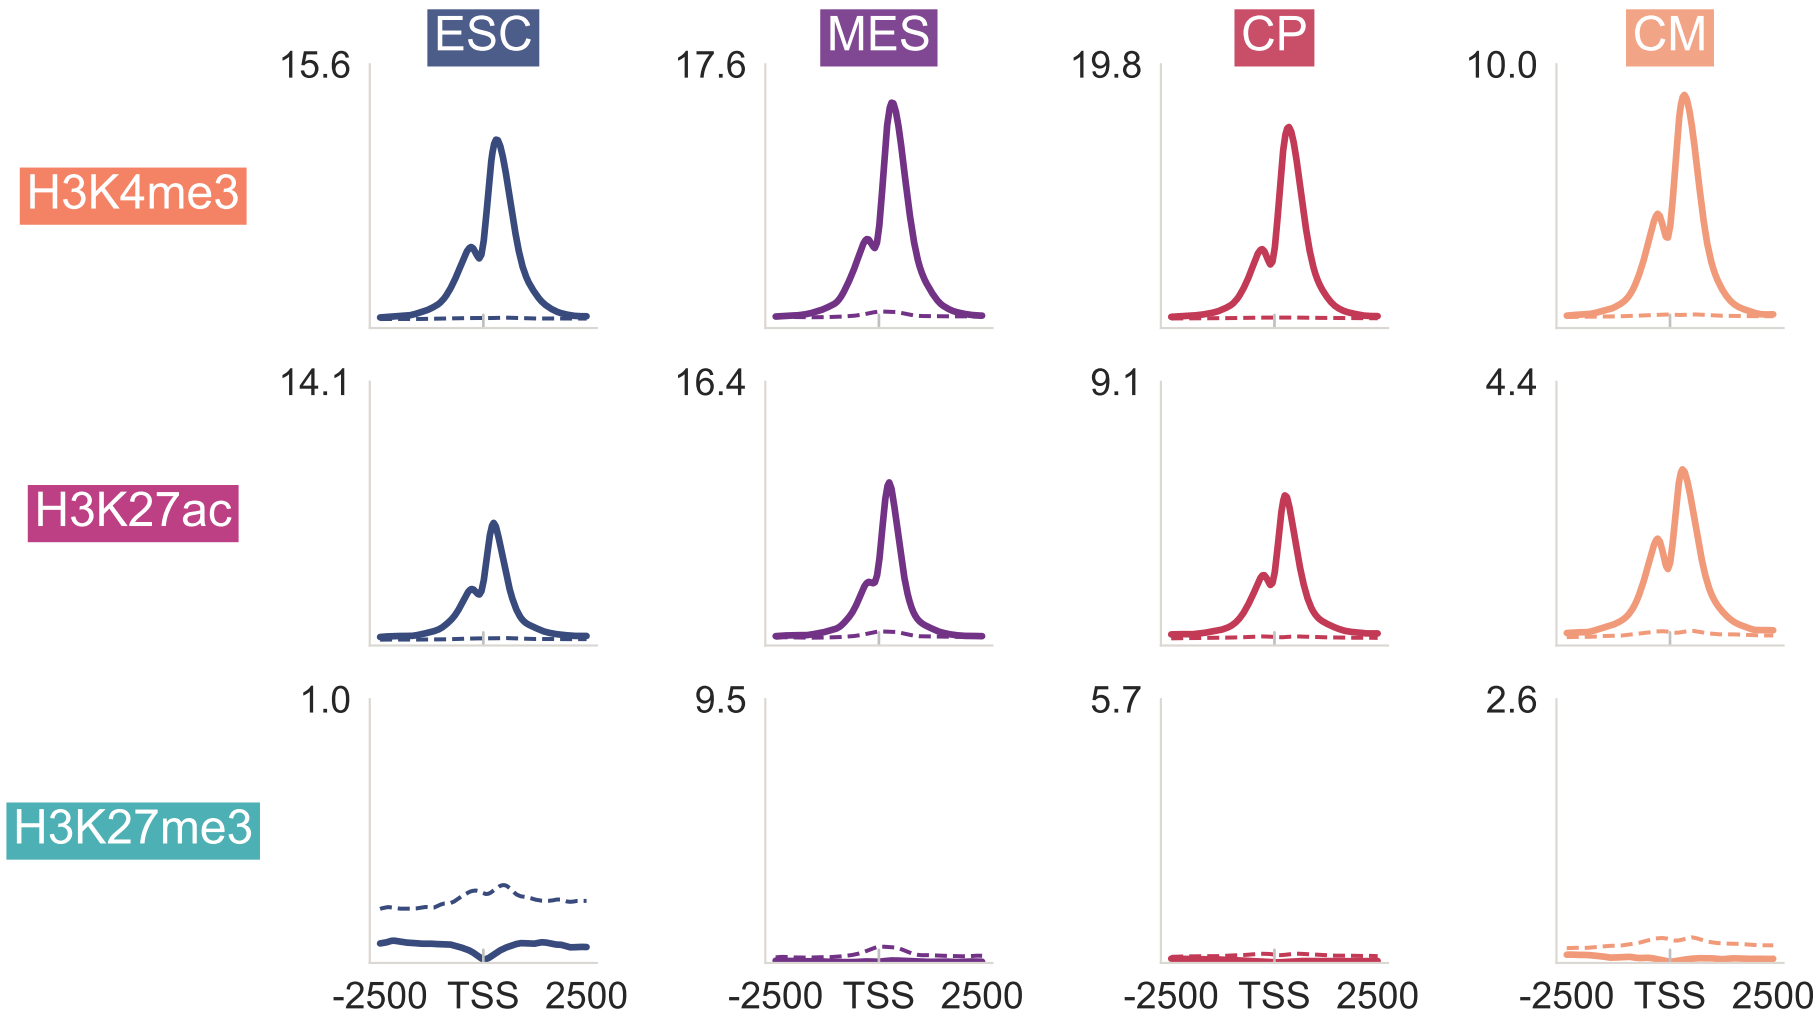 ESC MES CP CM
15.6 17.6 19.8 10.0
H3K4me3
14.1 16.4 9.1 4.4
H3K27ac
1.0 9.5 5.7 2.6
H3K27me3
-2500 TSS 2500 -2500 TSS 2500 -2500 TSS 2500 -2500 TSS 2500